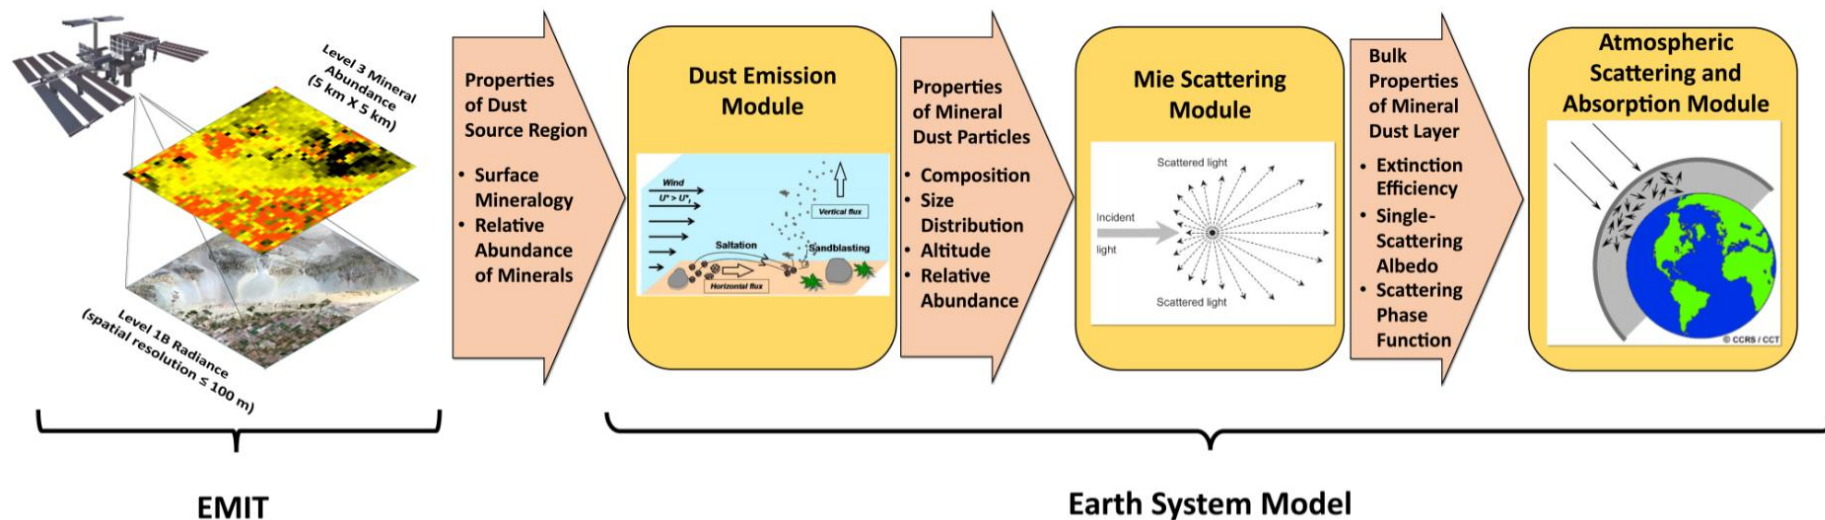 Level 3 Mineral
Abundance
(5 km X 5 km)
Level 1B Radiance
(spatial resolution ≤ 100 m)
Properties
of Dust
Source Region
• Surface
Mineralogy
• Relative
Abundance
of Minerals
Dust Emission
Module
Wind
U* > U*t
Vertical flux
Saltation
Sandblasting
Horizontal flux
Properties
of Mineral
Dust Particles
• Composition
• Size
Distribution
• Altitude
• Relative
Abundance
Mie Scattering
Module
Scattered light
Incident
light
Scattered light
Bulk
Properties
of Mineral
Dust Layer
• Extinction
Efficiency
• Single-
Scattering
Albedo
• Scattering
Phase
Function
Atmospheric
Scattering and
Absorption Module
© CCRS / CCT
EMIT
Earth System Model